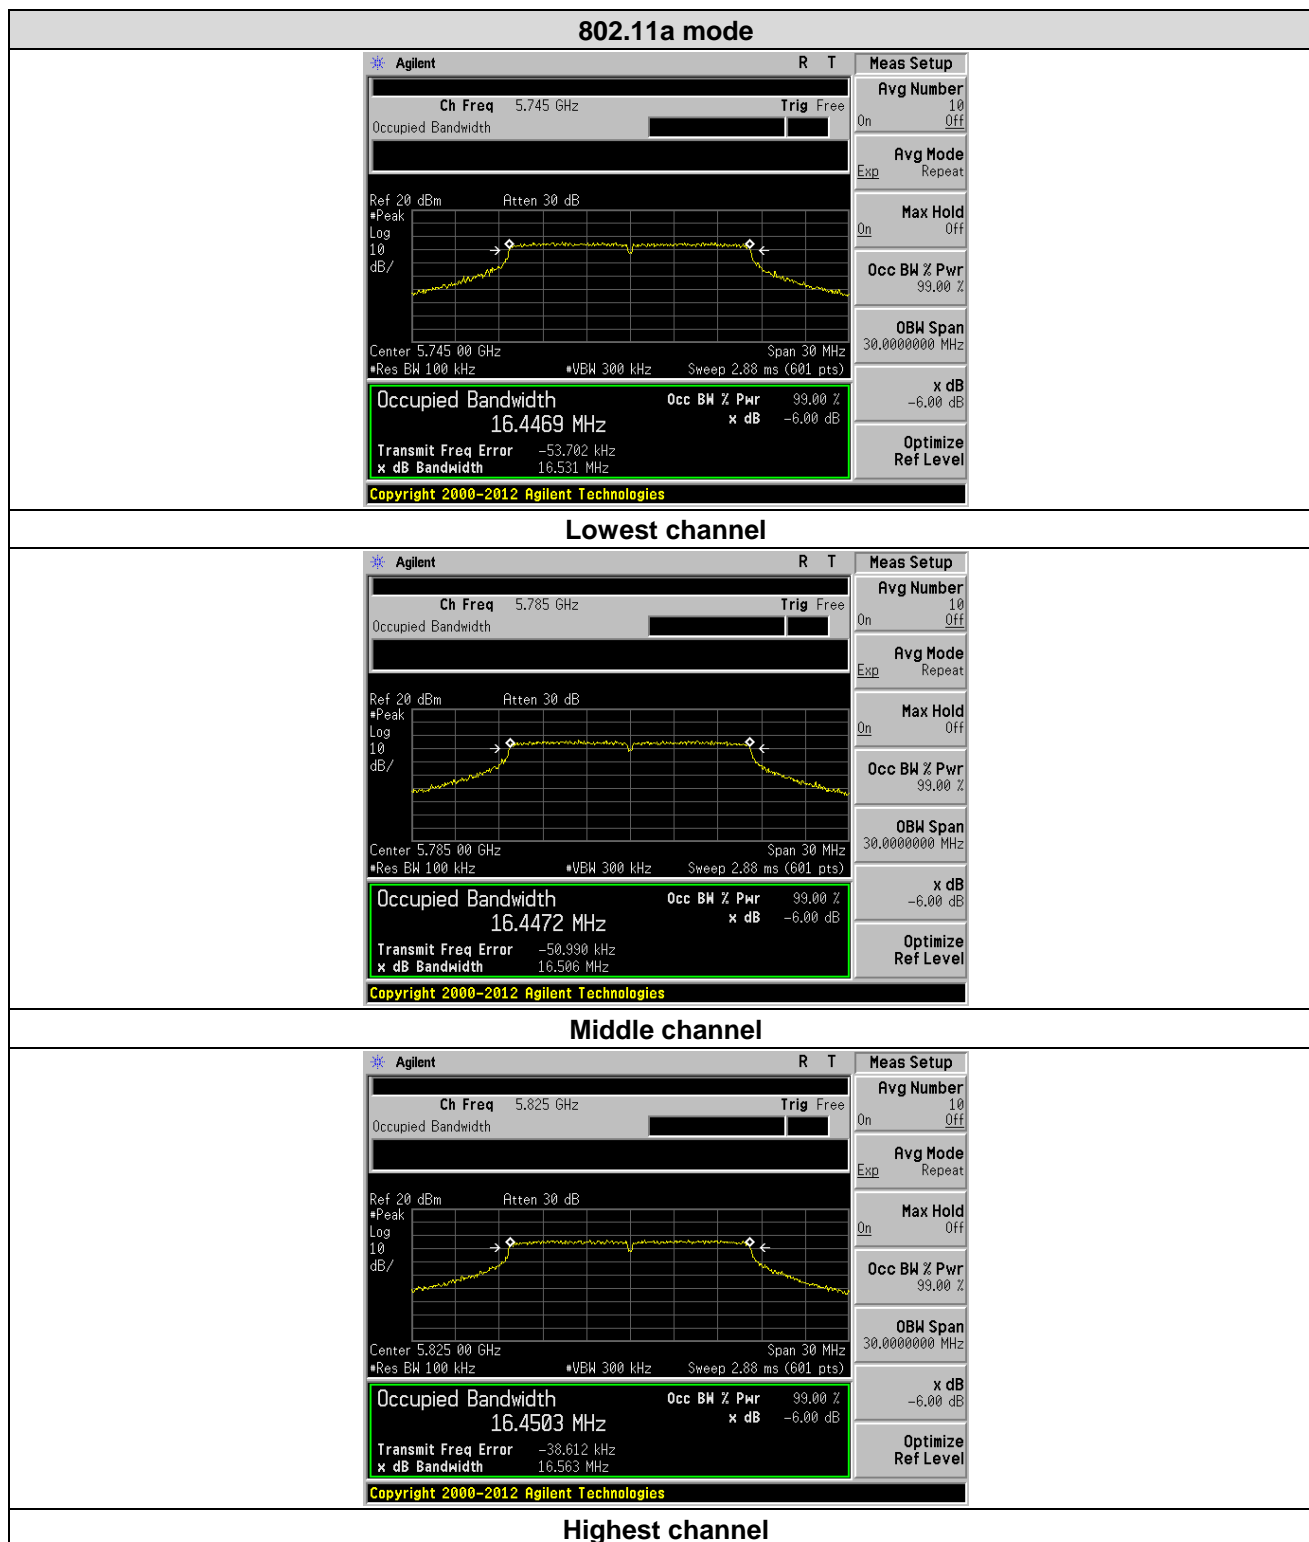 802.11a mode
Agilent R T Meas Setup
Ch Freq 5.745 GHz Trig Free
Occupied Bandwidth
Avg Number
10
On Off
Avg Mode
Exp Repeat
Max Hold
On Off
Occ BW % Pwr
99.00 %
OBW Span
30.0000000 MHz
x dB
-6.00 dB
Optimize
Ref Level
Ref 20 dBm Atten 30 dB
#Peak
Log
10
dB/
Center 5.745 00 GHz Span 30 MHz
#Res BW 100 kHz #VBW 300 kHz Sweep 2.88 ms (601 pts)
Occupied Bandwidth Occ BW % Pwr 99.00 %
16.4469 MHz x dB -6.00 dB
Transmit Freq Error -53.702 kHz
x dB Bandwidth 16.531 MHz
Copyright 2000-2012 Agilent Technologies
Lowest channel
Agilent R T Meas Setup
Ch Freq 5.785 GHz Trig Free
Occupied Bandwidth
Avg Number
10
On Off
Avg Mode
Exp Repeat
Max Hold
On Off
Occ BW % Pwr
99.00 %
OBW Span
30.0000000 MHz
x dB
-6.00 dB
Optimize
Ref Level
Ref 20 dBm Atten 30 dB
#Peak
Log
10
dB/
Center 5.785 00 GHz Span 30 MHz
#Res BW 100 kHz #VBW 300 kHz Sweep 2.88 ms (601 pts)
Occupied Bandwidth Occ BW % Pwr 99.00 %
16.4472 MHz x dB -6.00 dB
Transmit Freq Error -50.990 kHz
x dB Bandwidth 16.506 MHz
Copyright 2000-2012 Agilent Technologies
Middle channel
Agilent R T Meas Setup
Ch Freq 5.825 GHz Trig Free
Occupied Bandwidth
Avg Number
10
On Off
Avg Mode
Exp Repeat
Max Hold
On Off
Occ BW % Pwr
99.00 %
OBW Span
30.0000000 MHz
x dB
-6.00 dB
Optimize
Ref Level
Ref 20 dBm Atten 30 dB
#Peak
Log
10
dB/
Center 5.825 00 GHz Span 30 MHz
#Res BW 100 kHz #VBW 300 kHz Sweep 2.88 ms (601 pts)
Occupied Bandwidth Occ BW % Pwr 99.00 %
16.4503 MHz x dB -6.00 dB
Transmit Freq Error -38.612 kHz
x dB Bandwidth 16.563 MHz
Copyright 2000-2012 Agilent Technologies
Highest channel